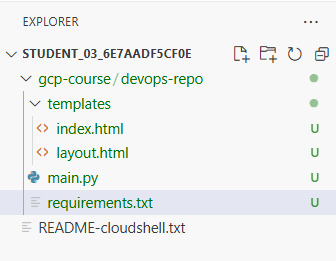 EXPLORER
STUDENT_03_6E7AADF5CF0E
gcp-course / devops-repo
templates
index.html U
layout.html U
main.py U
requirements.txt U
README-cloudshell.txt